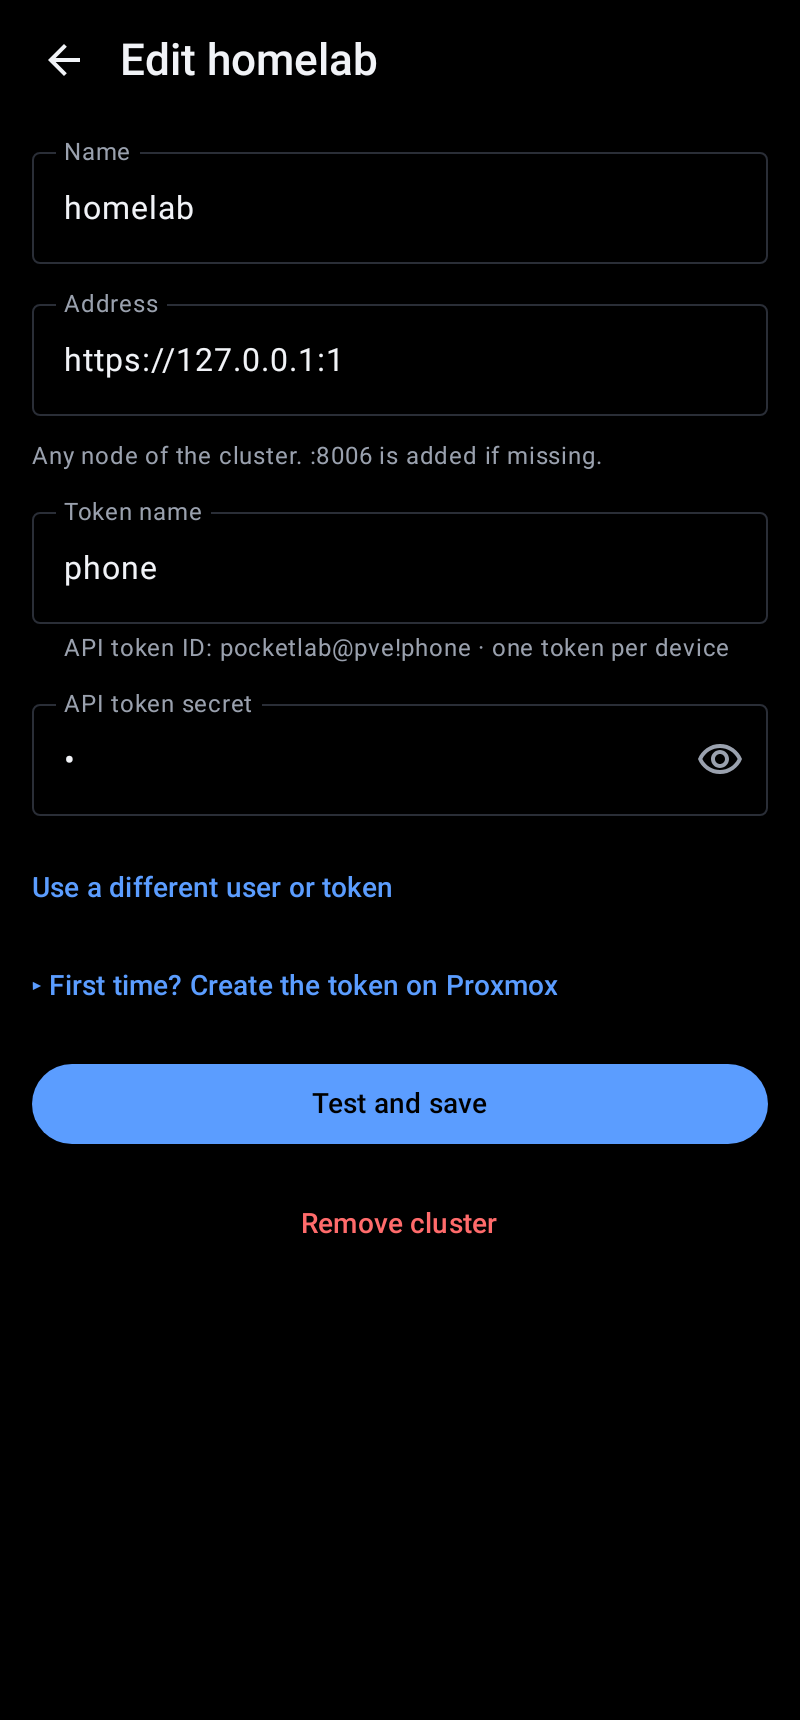 Edit homelab
Name
homelab
Address
https://127.0.0.1:1
Any node of the cluster. :8006 is added if missing.
Token name
phone
API token ID: pocketlab@pve!phone · one token per device
API token secret
•
Use a different user or token
▸ First time? Create the token on Proxmox
Test and save
Remove cluster